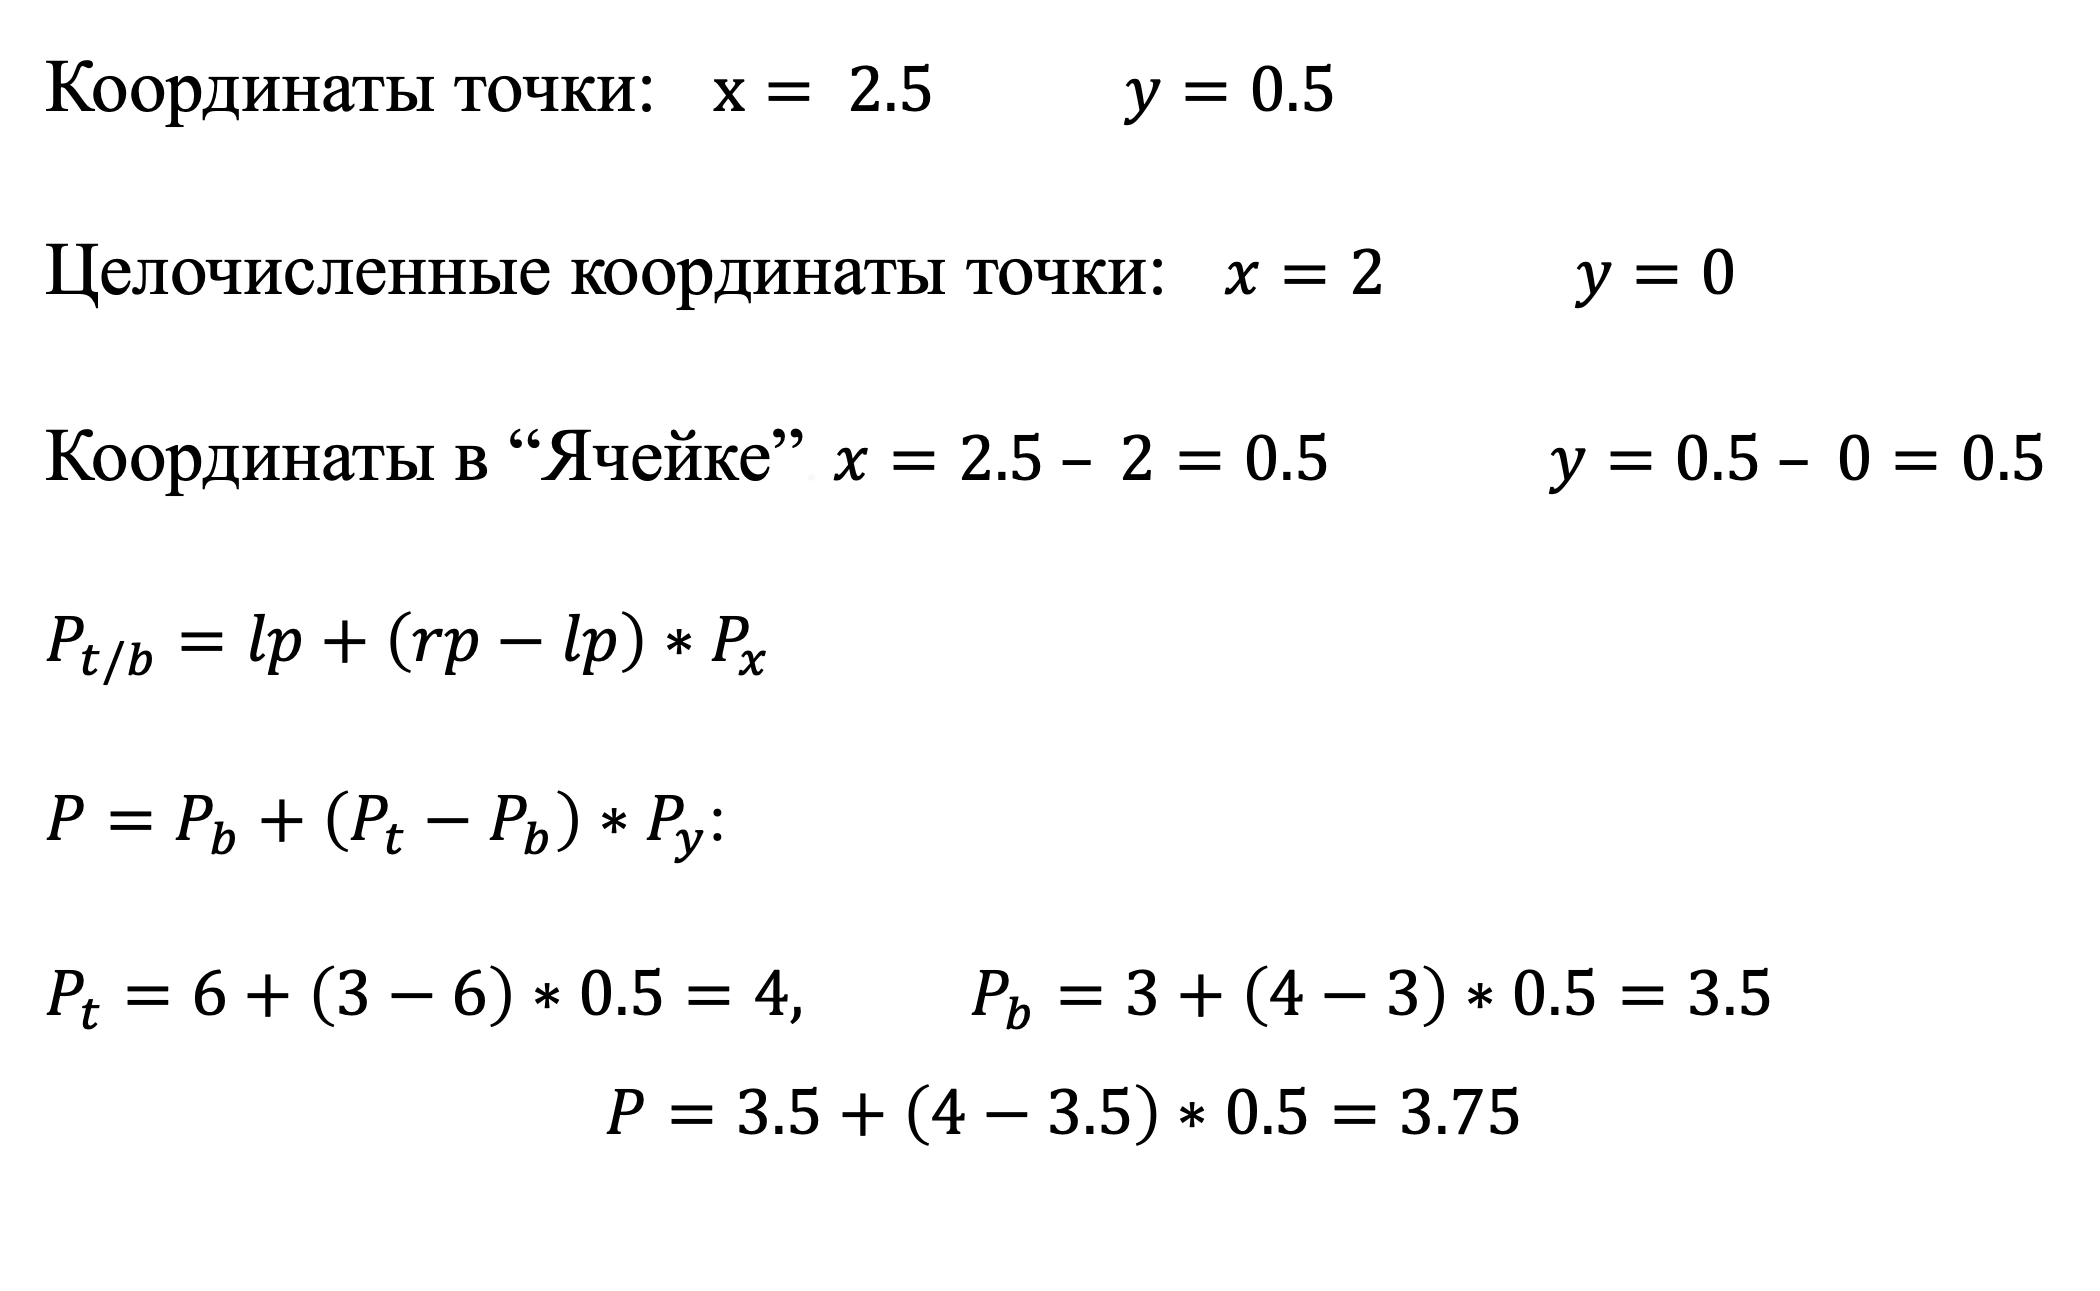 Координаты точки: x = 2.5 y = 0.5
Целочисленные координаты точки: x = 2 y = 0
Координаты в “Ячейке” x = 2.5 – 2 = 0.5 y = 0.5 – 0 = 0.5
P_{t/b} = lp + (rp − lp) * P_x
P = P_b + (P_t − P_b) * P_y:
P_t = 6 + (3 − 6) * 0.5 = 4, P_b = 3 + (4 − 3) * 0.5 = 3.5
P = 3.5 + (4 − 3.5) * 0.5 = 3.75